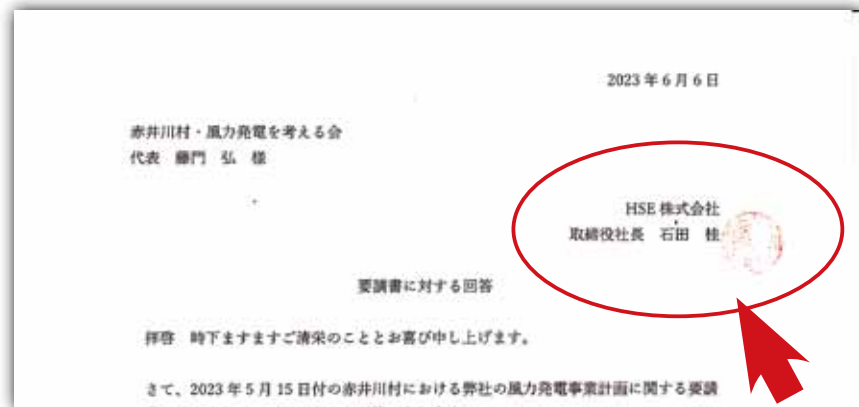 2023年6月6日
赤井川村・風力発電を考える会
代表 藤門 弘 様
HSE株式会社
取締役社長 石田 桂
要請書に対する回答
拝啓 時下ますますご清栄のこととお喜び申し上げます。
さて、2023年5月15日付の赤井川村における弊社の風力発電事業計画に関する要請